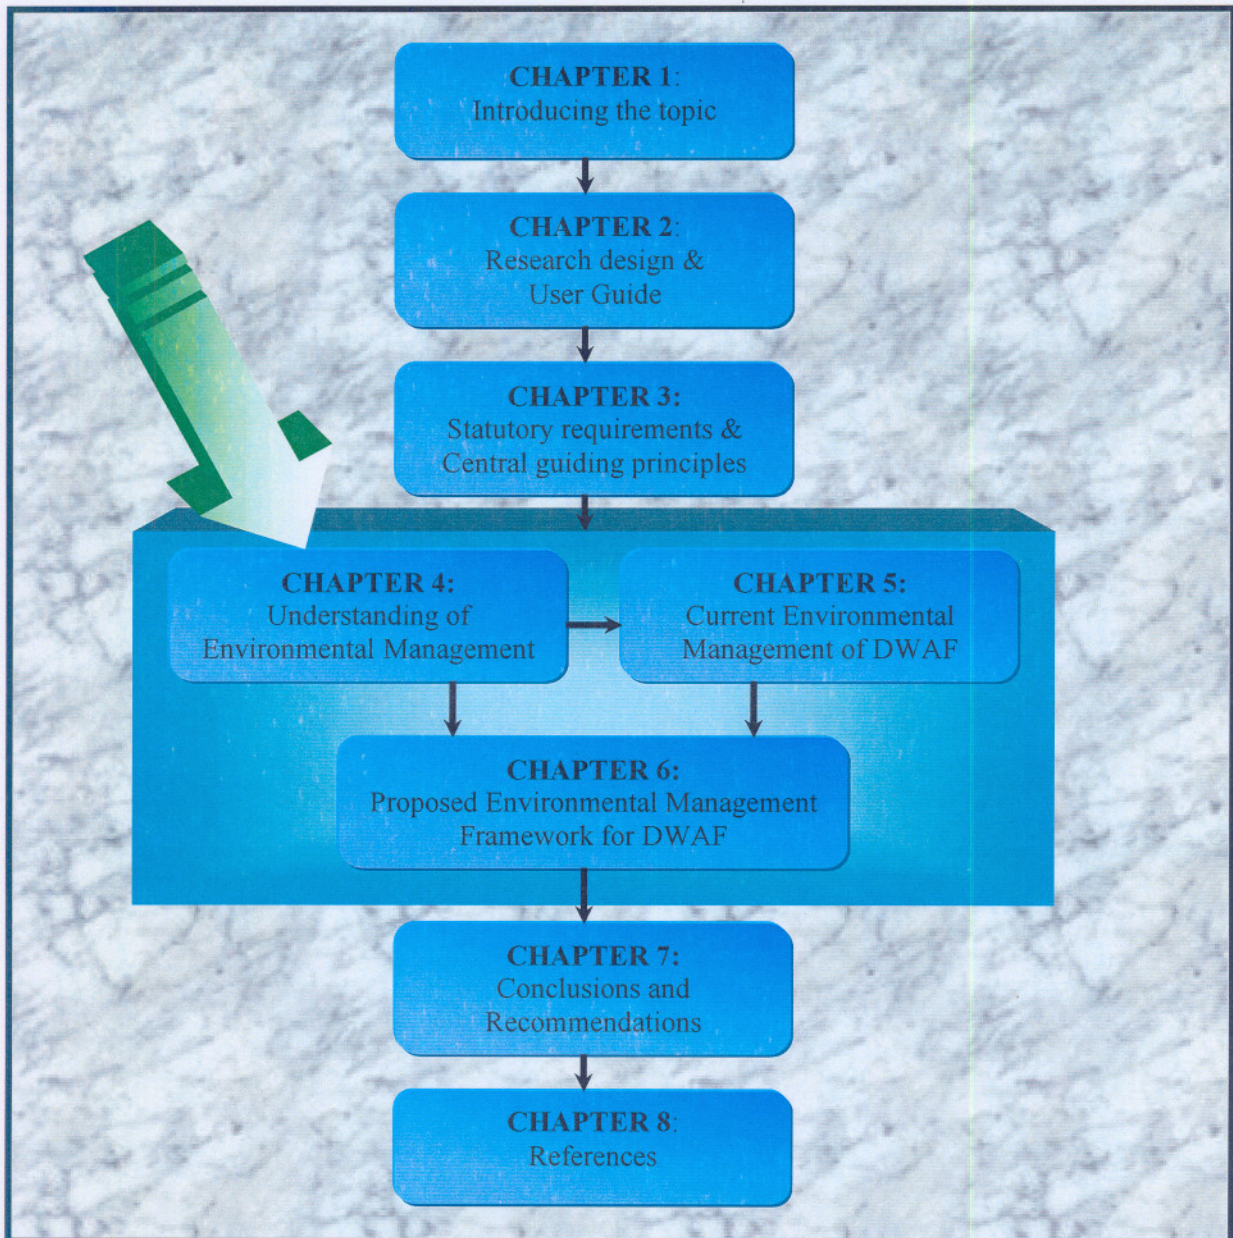 CHAPTER 1:
Introducing the topic
CHAPTER 2:
Research design &
User Guide
CHAPTER 3:
Statutory requirements &
Central guiding principles
CHAPTER 4:
Understanding of
Environmental Management
CHAPTER 5:
Current Environmental
Management of DWAF
CHAPTER 6:
Proposed Environmental Management
Framework for DWAF
CHAPTER 7:
Conclusions and
Recommendations
CHAPTER 8:
References